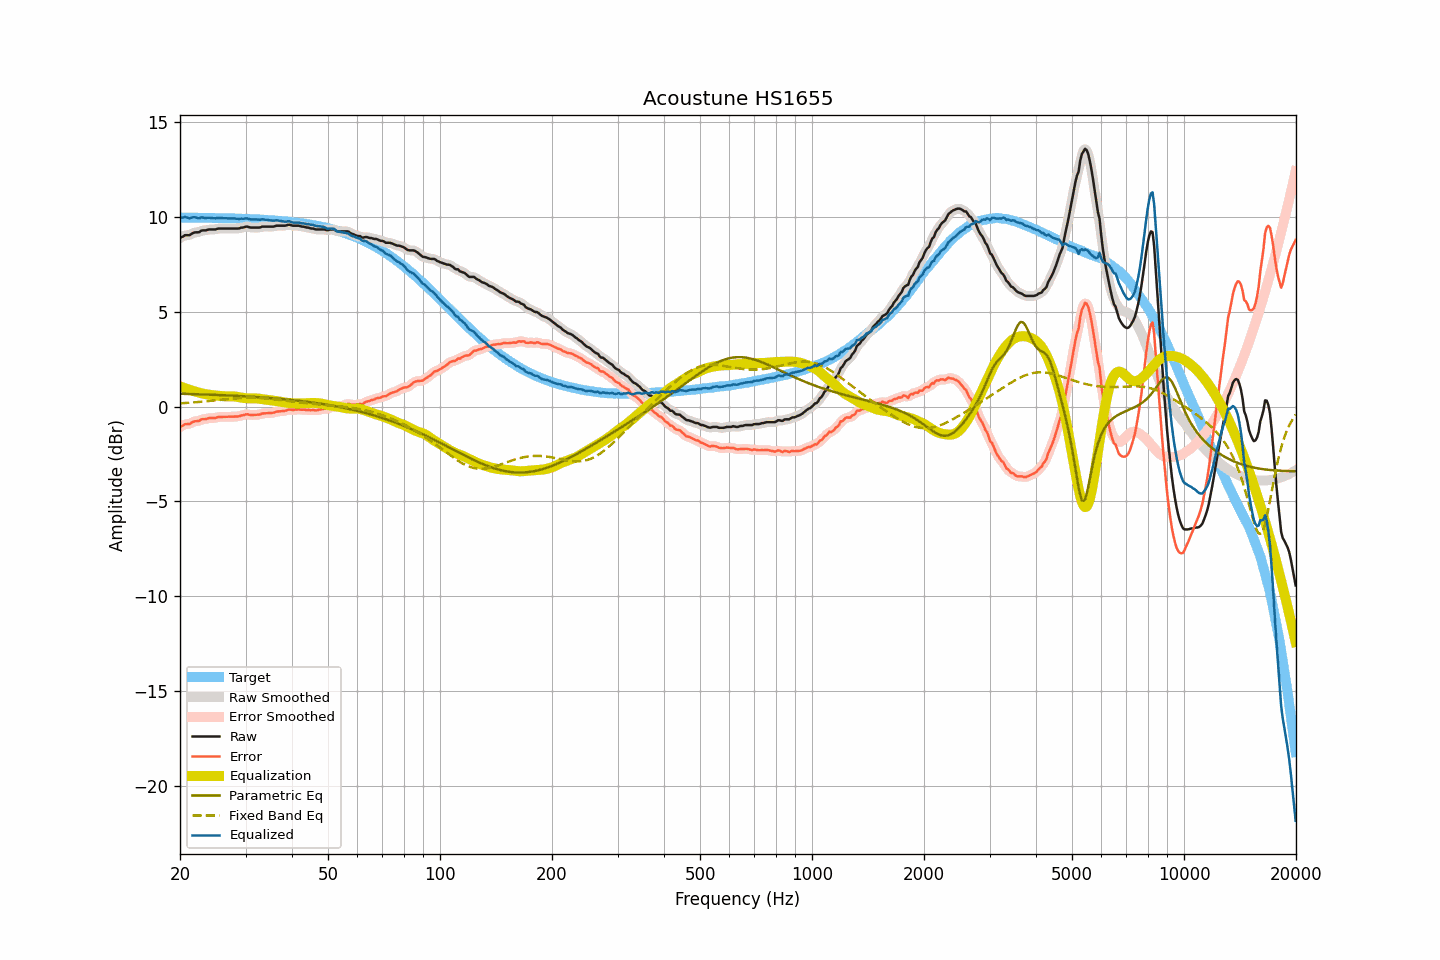 Acoustune HS1655
15
10
5
0
−5
−10
−15
−20
Amplitude (dBr)
Target
Raw Smoothed
Error Smoothed
Raw
Error
Equalization
Parametric Eq
Fixed Band Eq
Equalized
20 50 100 200 500 1000 2000 5000 10000 20000
Frequency (Hz)